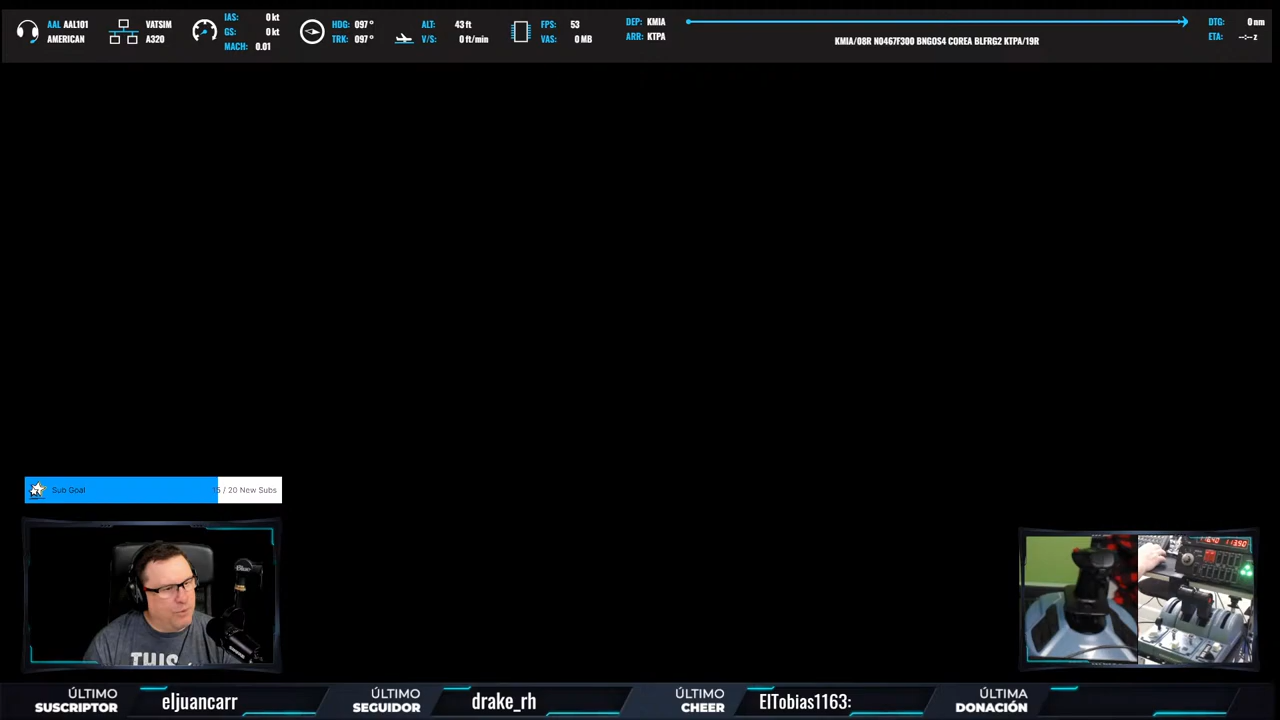 AAL AAL101
AMERICAN
VATSIM
A320
IAS: 0 kt
GS: 0 kt
MACH: 0.01
HDG: 097°
TRK: 097°
ALT: 43 ft
V/S: 0 ft/min
FPS: 53
VAS: 0 MB
DEP: KMIA
ARR: KTPA
KMIA/08R N0467F300 BNGOS4 COREA BLFRG2 KTPA/19R
DTG: 0 nm
ETA: --:-- z
Sub Goal
15 / 20 New Subs
Blue
THIS
ÚLTIMO
SUSCRIPTOR
eljuancarr
ÚLTIMO
SEGUIDOR
drake_rh
ÚLTIMO
CHEER
ElTobias1163:
ÚLTIMA
DONACIÓN